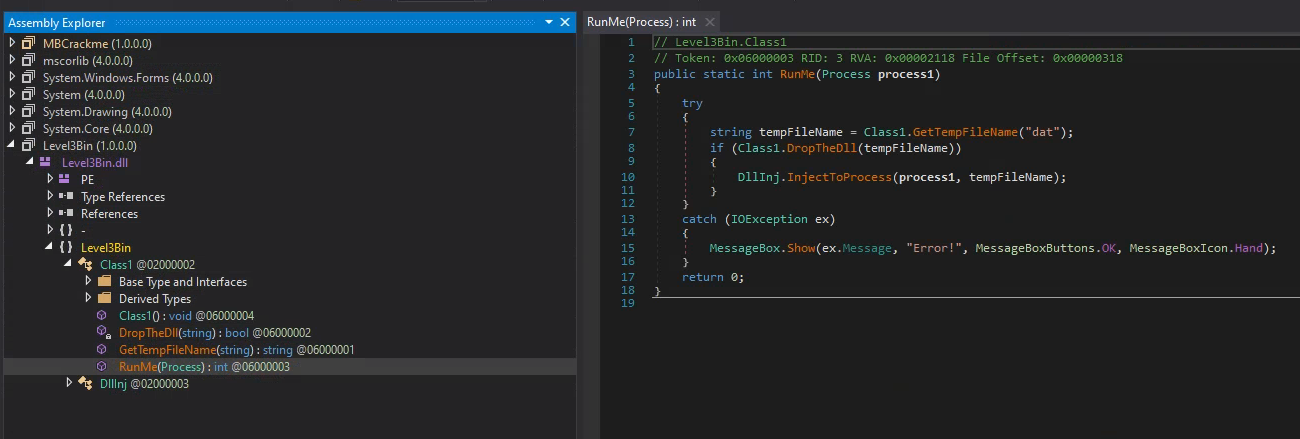 Assembly Explorer
MBCrackme (1.0.0.0)
mscorlib (4.0.0.0)
System.Windows.Forms (4.0.0.0)
System (4.0.0.0)
System.Drawing (4.0.0.0)
System.Core (4.0.0.0)
Level3Bin (1.0.0.0)
Level3Bin.dll
PE
Type References
References
{ } -
{ } Level3Bin
Class1 @02000002
Base Type and Interfaces
Derived Types
Class1() : void @06000004
DropTheDll(string) : bool @06000002
GetTempFileName(string) : string @06000001
RunMe(Process) : int @06000003
DllInj @02000003
RunMe(Process) : int
1 // Level3Bin.Class1
2 // Token: 0x06000003 RID: 3 RVA: 0x00002118 File Offset: 0x00000318
3 public static int RunMe(Process process1)
4 {
5 try
6 {
7 string tempFileName = Class1.GetTempFileName("dat");
8 if (Class1.DropTheDll(tempFileName))
9 {
10 DllInj.InjectToProcess(process1, tempFileName);
11 }
12 }
13 catch (IOException ex)
14 {
15 MessageBox.Show(ex.Message, "Error!", MessageBoxButtons.OK, MessageBoxIcon.Hand);
16 }
17 return 0;
18 }
19